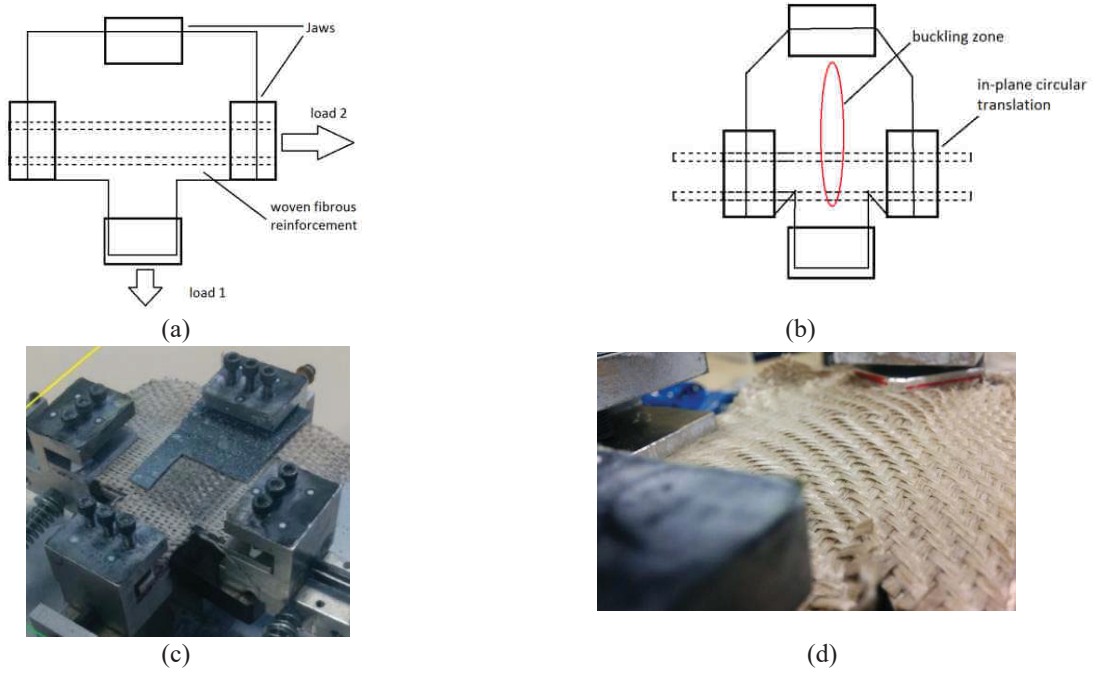 Jaws
load 2
woven fibrous
reinforcement
load 1
(a)
buckling zone
in-plane circular
translation
(b)
(c)
(d)